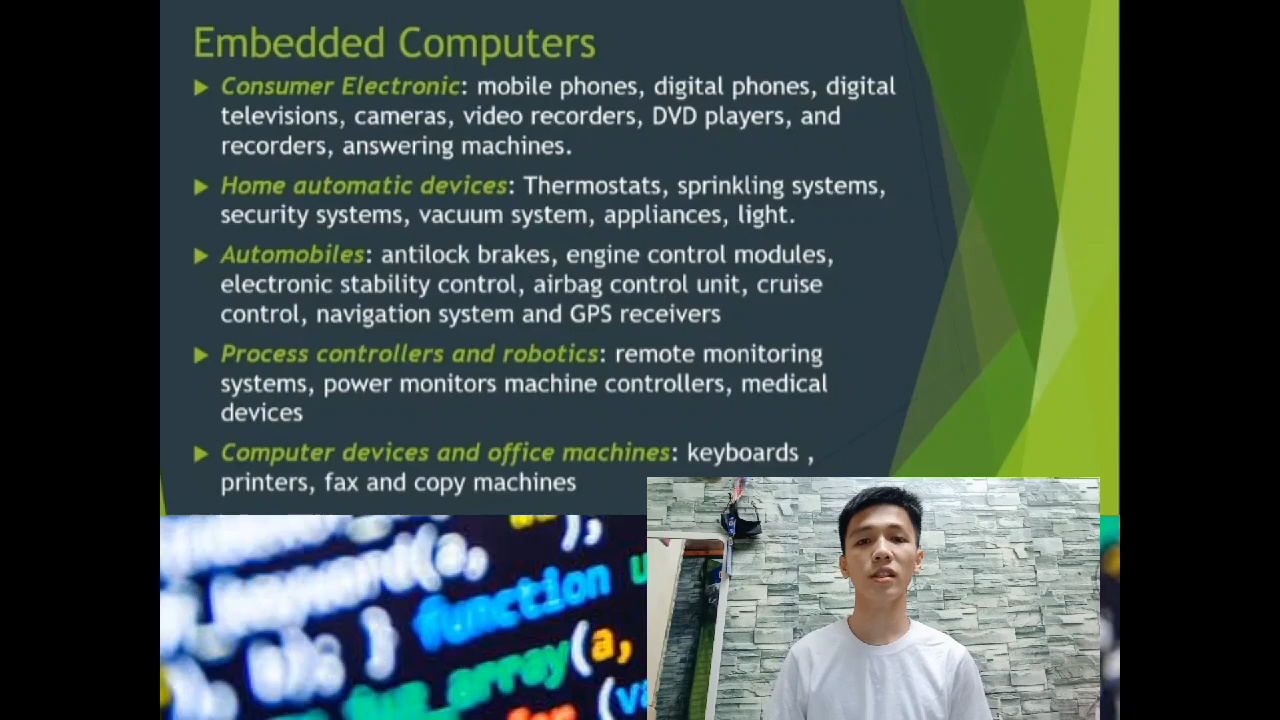 Embedded Computers
Consumer Electronic: mobile phones, digital phones, digital
televisions, cameras, video recorders, DVD players, and
recorders, answering machines.
Home automatic devices: Thermostats, sprinkling systems,
security systems, vacuum system, appliances, light.
Automobiles: antilock brakes, engine control modules,
electronic stability control, airbag control unit, cruise
control, navigation system and GPS receivers
Process controllers and robotics: remote monitoring
systems, power monitors machine controllers, medical
devices
Computer devices and office machines: keyboards ,
printers, fax and copy machines
);
(a,
} function u
array(a,
(va